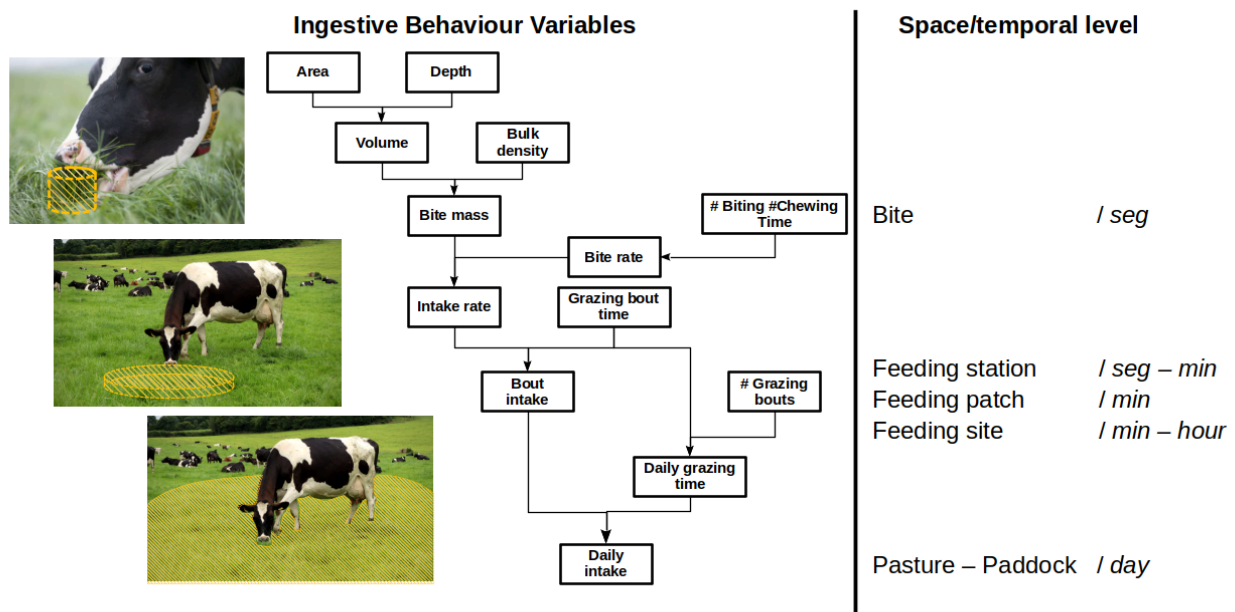 Ingestive Behaviour Variables
Space/temporal level
Area
Depth
Volume
Bulk
density
Bite mass
# Biting #Chewing
Time
Bite / seg
Bite rate
Intake rate
Grazing bout
time
Feeding station / seg – min
Bout
intake
# Grazing
bouts
Feeding patch / min
Feeding site / min – hour
Daily grazing
time
Daily
intake
Pasture – Paddock / day